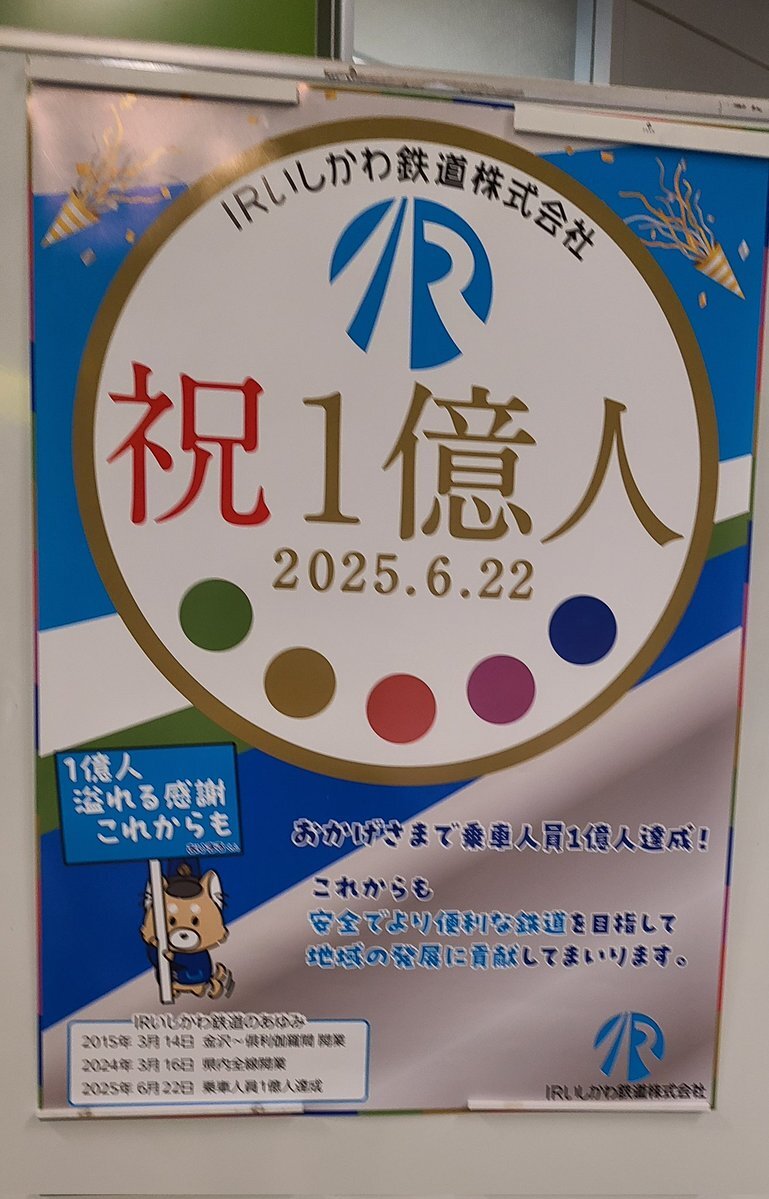 IRいしかわ鉄道株式会社
IR
祝1億人
2025.6.22
1億人
溢れる感謝
これからも
おかげさまで乗車人員1億人達成!
これからも
安全でより便利な鉄道を目指して
地域の発展に貢献してまいります。
IRいしかわ鉄道のあゆみ
2015年 3月14日 金沢~倶利伽羅間 開業
2024年 3月16日 県内全線開業
2025年 6月22日 乗車人員1億人達成
IR
IRいしかわ鉄道株式会社